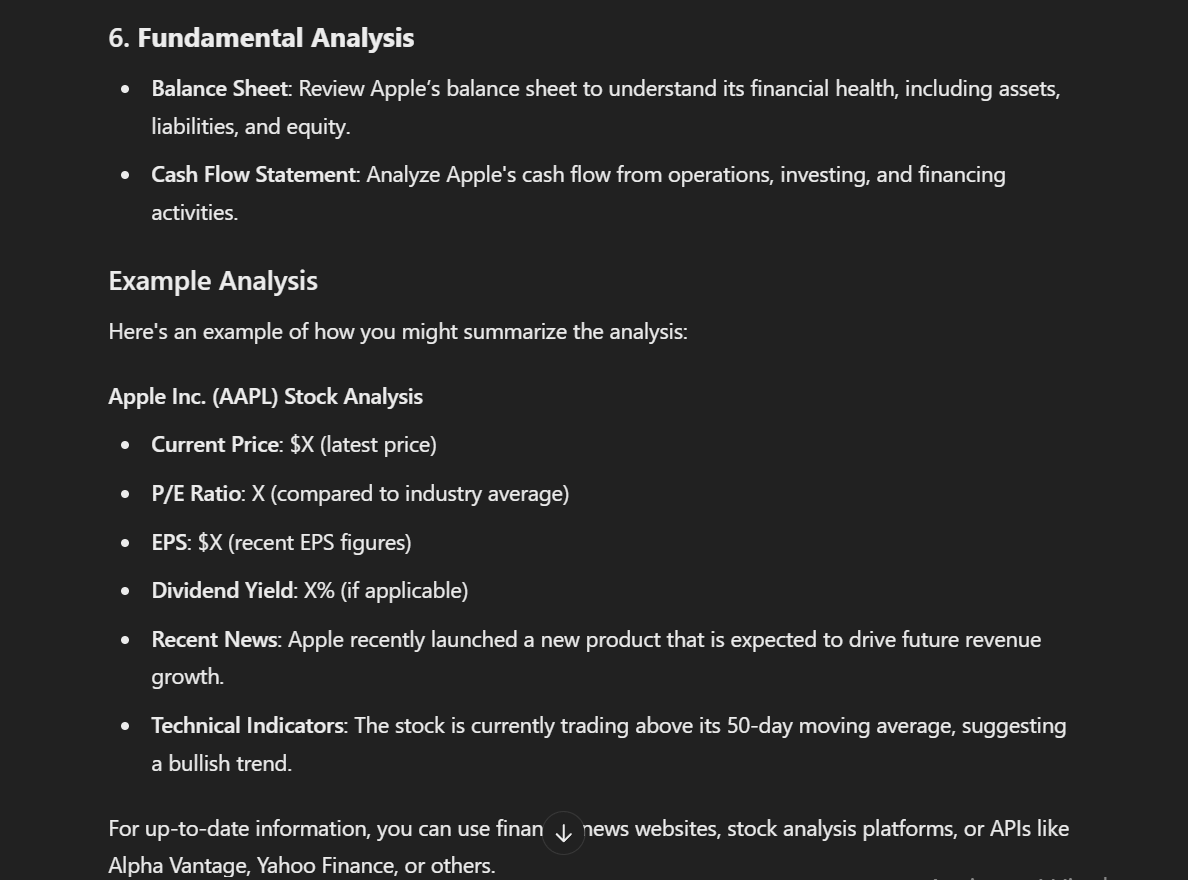 6. Fundamental Analysis
• Balance Sheet: Review Apple’s balance sheet to understand its financial health, including assets,
liabilities, and equity.
• Cash Flow Statement: Analyze Apple's cash flow from operations, investing, and financing
activities.
Example Analysis
Here's an example of how you might summarize the analysis:
Apple Inc. (AAPL) Stock Analysis
• Current Price: $X (latest price)
• P/E Ratio: X (compared to industry average)
• EPS: $X (recent EPS figures)
• Dividend Yield: X% (if applicable)
• Recent News: Apple recently launched a new product that is expected to drive future revenue
growth.
• Technical Indicators: The stock is currently trading above its 50-day moving average, suggesting
a bullish trend.
For up-to-date information, you can use finan news websites, stock analysis platforms, or APIs like
Alpha Vantage, Yahoo Finance, or others.